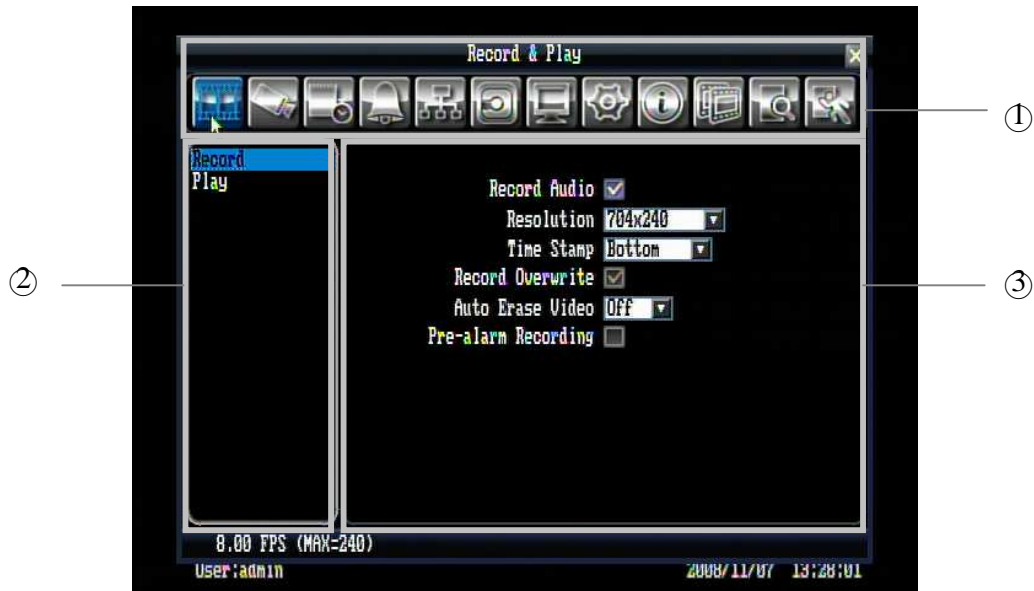 Record & Play
①
Record
Play
②
③
Record Audio
Resolution 704x240
Time Stamp Bottom
Record Overwrite
Auto Erase Video Off
Pre-alarm Recording
8.00 FPS (MAX=240)
User:admin 2008/11/07 13:28:01